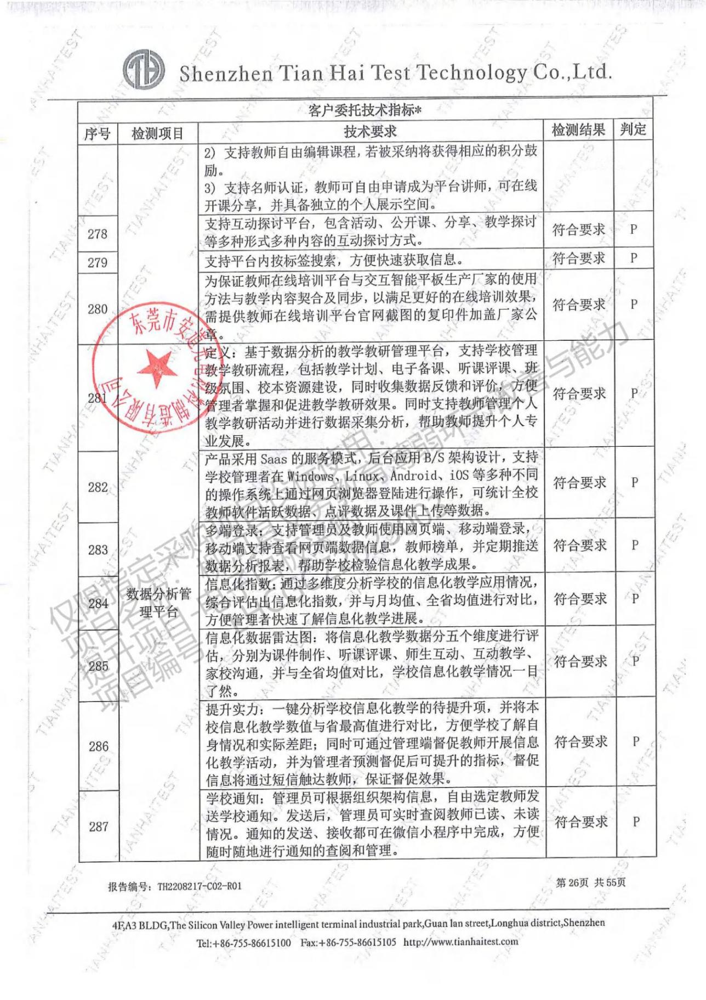 Shenzhen Tian Hai Test Technology Co.,Ltd.
客户委托技术指标*
序号 检测项目 技术要求 检测结果 判定
2) 支持教师自由编辑课程，若被采纳将获得相应的积分鼓
励。
3) 支持名师认证，教师可自由申请成为平台讲师，可在线
开课分享，并具备独立的个人展示空间。
278 支持互动探讨平台，包含活动、公开课、分享、教学探讨 符合要求 P
等多种形式多种内容的互动探讨方式。
279 支持平台内按标签搜索，方便快速获取信息。 符合要求 P
280 为保证教师在线培训平台与交互智能平板生产厂家的使用 符合要求 P
方法与教学内容契合及同步，以满足更好的在线培训效果，
需提供教师在线培训平台官网截图的复印件加盖厂家公
章。
281 定义：基于数据分析的教学教研管理平台，支持学校管理 符合要求 P
教学教研流程，包括教学计划、电子备课、听课评课、班
级氛围、校本资源建设，同时收集数据反馈和评价，方便
管理者掌握和促进教学教研效果。同时支持教师管理个人
教学教研活动并进行数据采集分析，帮助教师提升个人专
业发展。
282 产品采用 Saas 的服务模式，后台应用 B/S 架构设计，支持 符合要求 P
学校管理者在 Windows、Linux、Android、iOS 等多种不同
的操作系统上通过网页浏览器登陆进行操作，可统计全校
教师软件活跃数据、点评数据及课件上传等数据。
283 多端登录：支持管理员及教师使用网页端、移动端登录， 符合要求 P
移动端支持查看网页端数据信息，教师榜单，并定期推送
数据分析报表，帮助学校检验信息化教学成果。
数据分析管
理平台
284 信息化指数：通过多维度分析学校的信息化教学应用情况， 符合要求 P
综合评估出信息化指数，并与月均值、全省均值进行对比，
方便管理者快速了解信息化教学进展。
285 信息化数据雷达图：将信息化教学数据分五个维度进行评 符合要求 P
估，分别为课件制作、听课评课、师生互动、互动教学、
家校沟通，并与全省均值对比，学校信息化教学情况一目
了然。
286 提升实力：一键分析学校信息化教学的待提升项，并将本 符合要求 P
校信息化教学数值与省最高值进行对比，方便学校了解自
身情况和实际差距；同时可通过管理端督促教师开展信息
化教学活动，并为管理者预测督促后可提升的指标，督促
信息将通过短信触达教师，保证督促效果。
287 学校通知：管理员可根据组织架构信息，自由选定教师发 符合要求 P
送学校通知。发送后，管理员可实时查阅教师已读、未读
情况。通知的发送、接收都可在微信小程序中完成，方便
随时随地进行通知的查阅和管理。
东莞市安道光电材料制造有限公司
报告编号：TH2208217-C02-R01 第 26页 共 55页
4F,A3 BLDG,The Silicon Valley Power intelligent terminal industrial park,Guan lan street,Longhua district,Shenzhen
Tel:+86-755-86615100 Fax:+86-755-86615105 http://www.tianhaitest.com